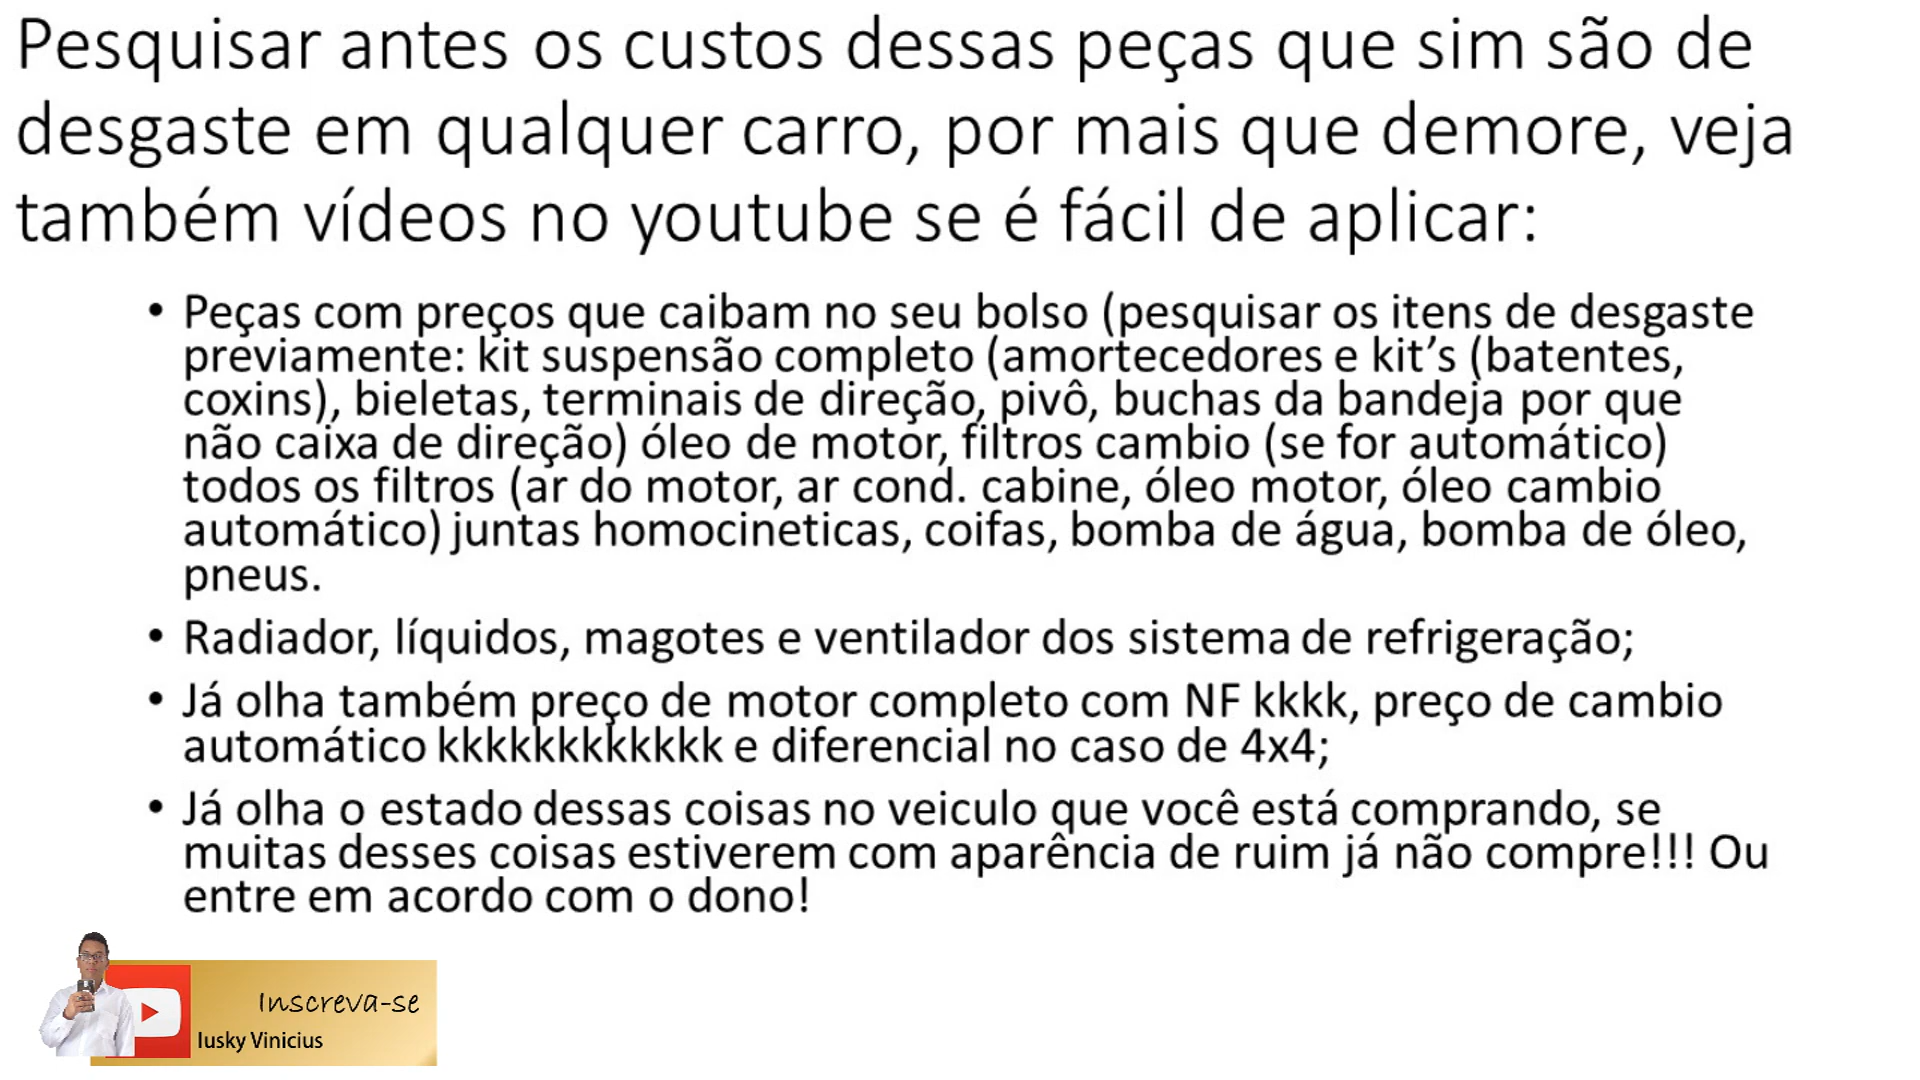 Pesquisar antes os custos dessas peças que sim são de
desgaste em qualquer carro, por mais que demore, veja
também vídeos no youtube se é fácil de aplicar:
• Peças com preços que caibam no seu bolso (pesquisar os itens de desgaste
previamente: kit suspensão completo (amortecedores e kit’s (batentes,
coxins), bieletas, terminais de direção, pivô, buchas da bandeja por que
não caixa de direção) óleo de motor, filtros cambio (se for automático)
todos os filtros (ar do motor, ar cond. cabine, óleo motor, óleo cambio
automático) juntas homocineticas, coifas, bomba de água, bomba de óleo,
pneus.
• Radiador, líquidos, magotes e ventilador dos sistema de refrigeração;
• Já olha também preço de motor completo com NF kkkk, preço de cambio
automático kkkkkkkkkkkk e diferencial no caso de 4x4;
• Já olha o estado dessas coisas no veiculo que você está comprando, se
muitas desses coisas estiverem com aparência de ruim já não compre!!! Ou
entre em acordo com o dono!
Inscreva-se
Iusky Vinicius